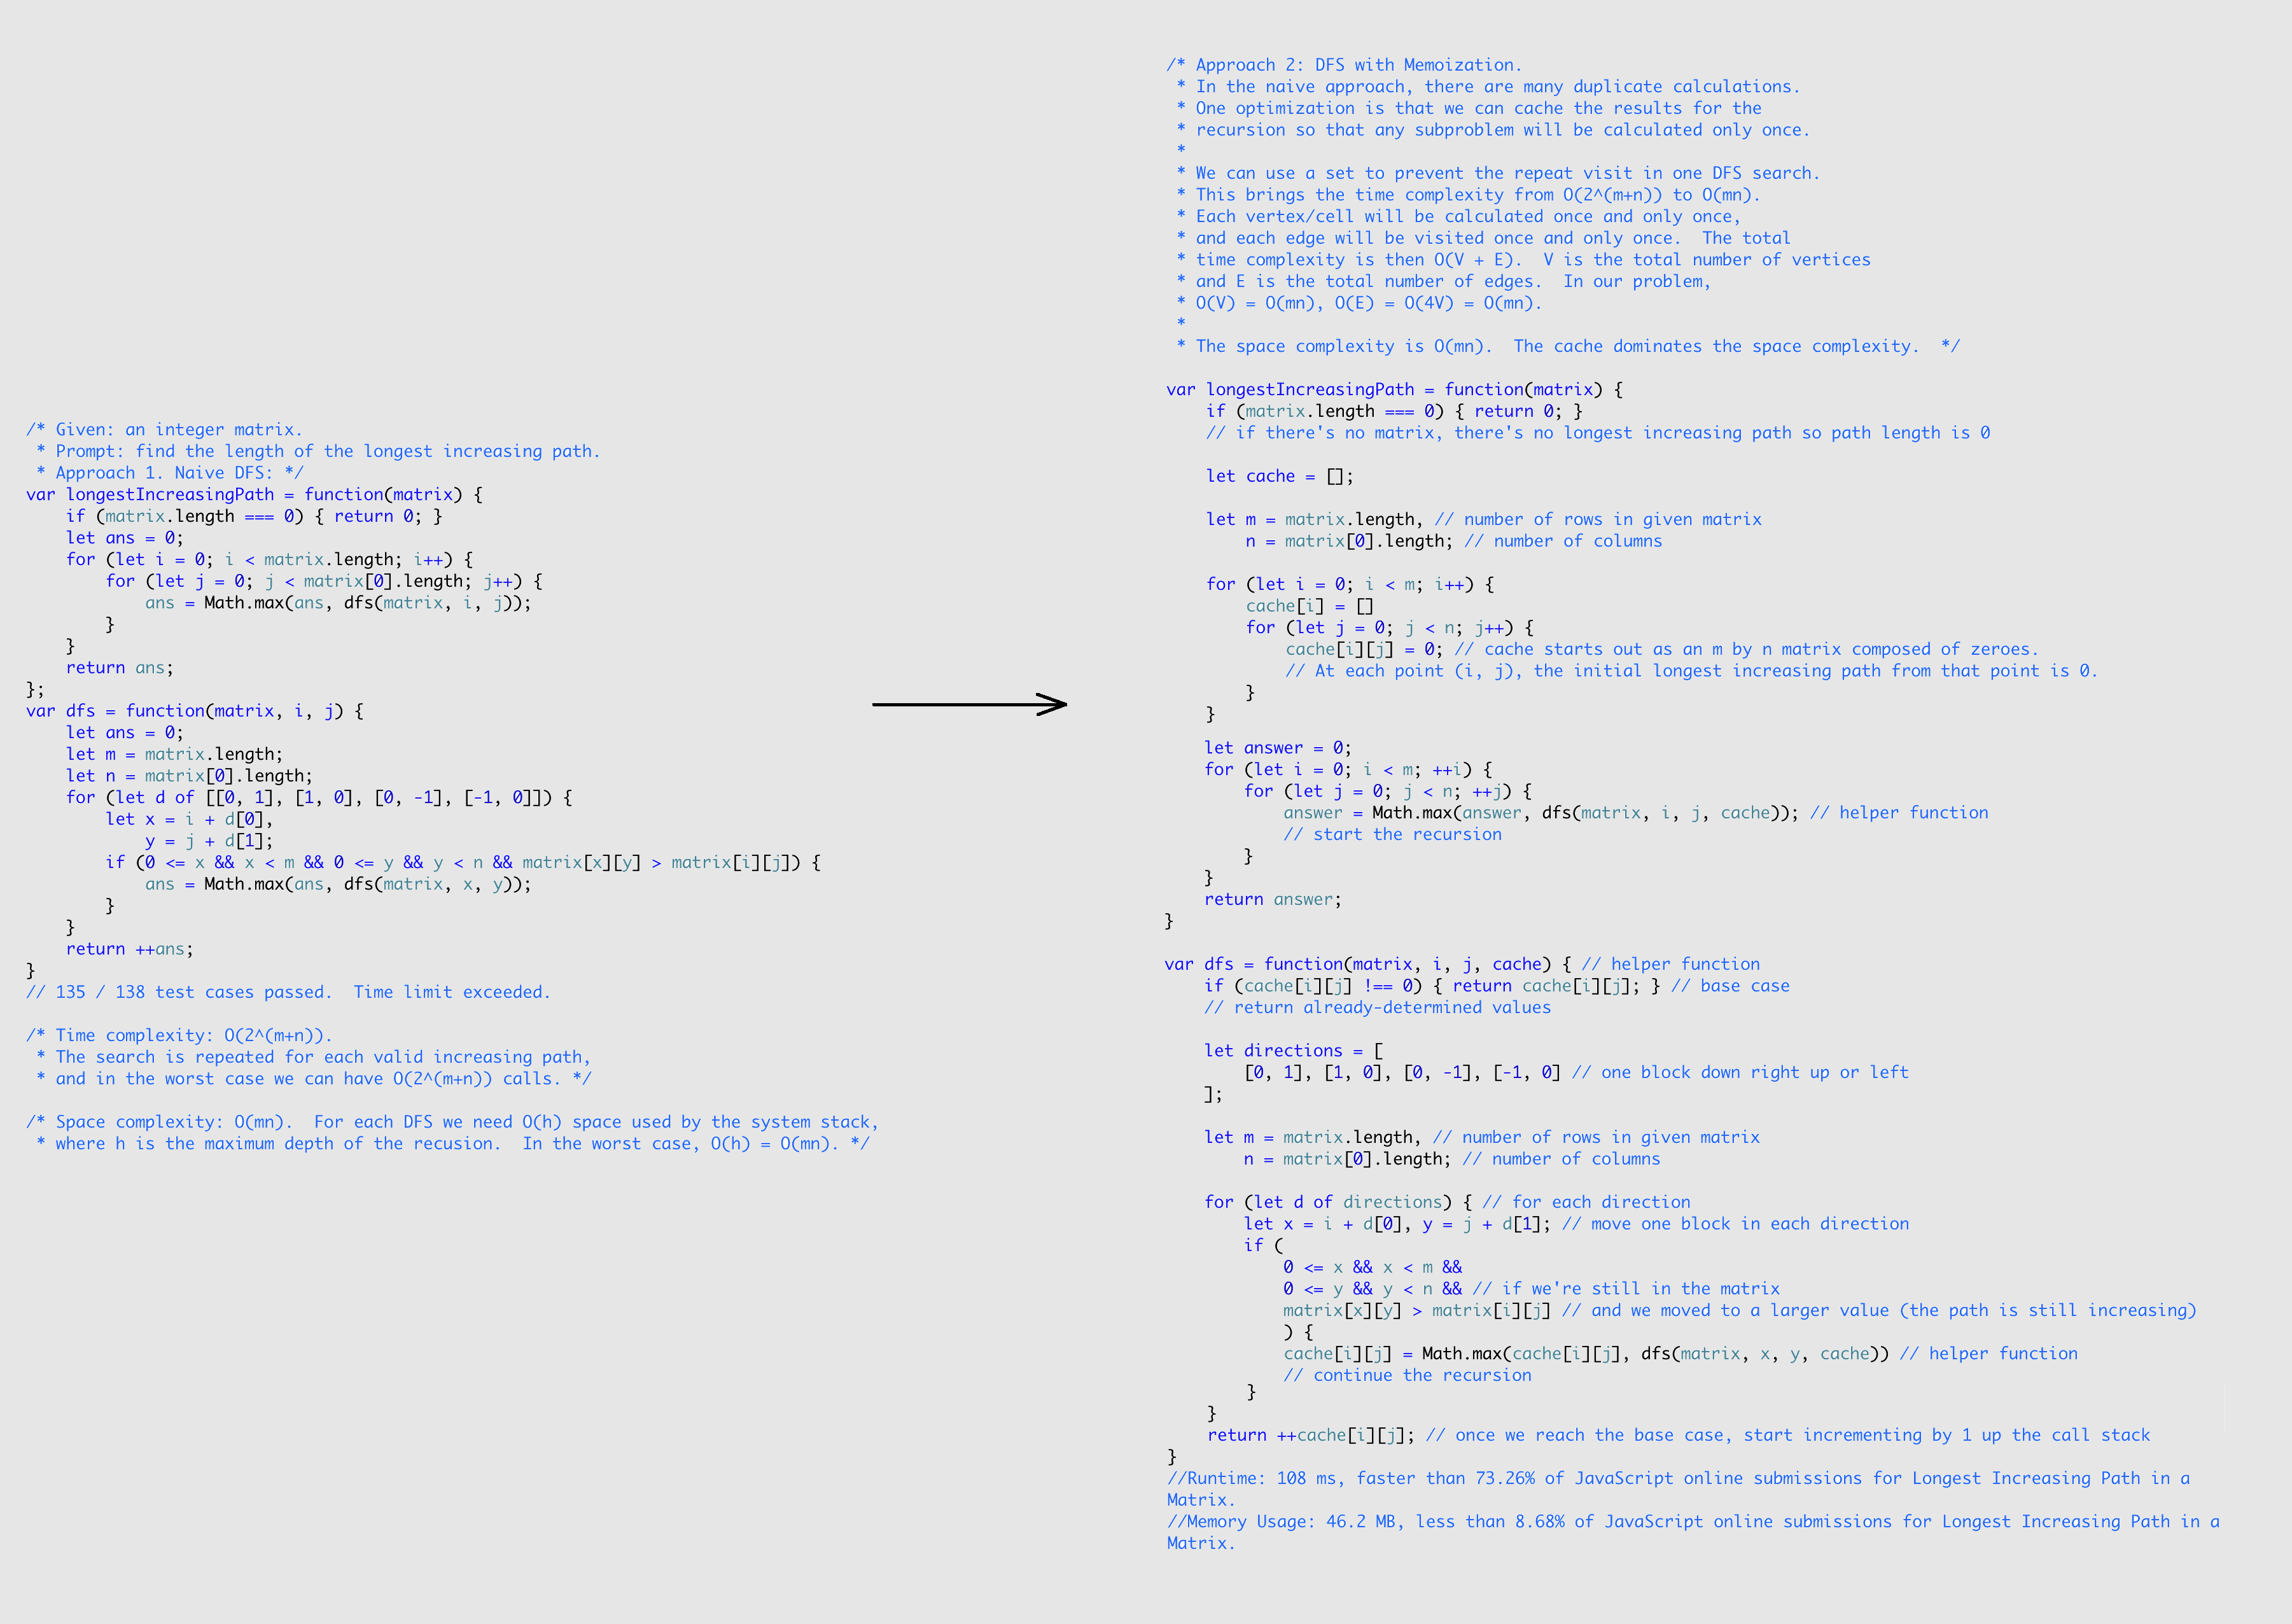 /* Given: an integer matrix.
 * Prompt: find the length of the longest increasing path.
 * Approach 1. Naive DFS: */
var longestIncreasingPath = function(matrix) {
    if (matrix.length === 0) { return 0; }
    let ans = 0;
    for (let i = 0; i < matrix.length; i++) {
        for (let j = 0; j < matrix[0].length; j++) {
            ans = Math.max(ans, dfs(matrix, i, j));
        }
    }
    return ans;
};
var dfs = function(matrix, i, j) {
    let ans = 0;
    let m = matrix.length;
    let n = matrix[0].length;
    for (let d of [[0, 1], [1, 0], [0, -1], [-1, 0]]) {
        let x = i + d[0],
            y = j + d[1];
        if (0 <= x && x < m && 0 <= y && y < n && matrix[x][y] > matrix[i][j]) {
            ans = Math.max(ans, dfs(matrix, x, y));
        }
    }
    return ++ans;
}
// 135 / 138 test cases passed.  Time limit exceeded.

/* Time complexity: O(2^(m+n)).
 * The search is repeated for each valid increasing path,
 * and in the worst case we can have O(2^(m+n)) calls. */

/* Space complexity: O(mn).  For each DFS we need O(h) space used by the system stack,
 * where h is the maximum depth of the recusion.  In the worst case, O(h) = O(mn). */

/* Approach 2: DFS with Memoization.
 * In the naive approach, there are many duplicate calculations.
 * One optimization is that we can cache the results for the
 * recursion so that any subproblem will be calculated only once.
 *
 * We can use a set to prevent the repeat visit in one DFS search.
 * This brings the time complexity from O(2^(m+n)) to O(mn).
 * Each vertex/cell will be calculated once and only once,
 * and each edge will be visited once and only once.  The total
 * time complexity is then O(V + E).  V is the total number of vertices
 * and E is the total number of edges.  In our problem,
 * O(V) = O(mn), O(E) = O(4V) = O(mn).
 *
 * The space complexity is O(mn).  The cache dominates the space complexity.  */

var longestIncreasingPath = function(matrix) {
    if (matrix.length === 0) { return 0; }
    // if there's no matrix, there's no longest increasing path so path length is 0

    let cache = [];

    let m = matrix.length, // number of rows in given matrix
        n = matrix[0].length; // number of columns

    for (let i = 0; i < m; i++) {
        cache[i] = []
        for (let j = 0; j < n; j++) {
            cache[i][j] = 0; // cache starts out as an m by n matrix composed of zeroes.
            // At each point (i, j), the initial longest increasing path from that point is 0.
        }
    }

    let answer = 0;
    for (let i = 0; i < m; ++i) {
        for (let j = 0; j < n; ++j) {
            answer = Math.max(answer, dfs(matrix, i, j, cache)); // helper function
            // start the recursion
        }
    }
    return answer;
}

var dfs = function(matrix, i, j, cache) { // helper function
    if (cache[i][j] !== 0) { return cache[i][j]; } // base case
    // return already-determined values

    let directions = [
        [0, 1], [1, 0], [0, -1], [-1, 0] // one block down right up or left
    ];

    let m = matrix.length, // number of rows in given matrix
        n = matrix[0].length; // number of columns

    for (let d of directions) { // for each direction
        let x = i + d[0], y = j + d[1]; // move one block in each direction
        if (
            0 <= x && x < m &&
            0 <= y && y < n && // if we're still in the matrix
            matrix[x][y] > matrix[i][j] // and we moved to a larger value (the path is still increasing)
            ) {
            cache[i][j] = Math.max(cache[i][j], dfs(matrix, x, y, cache)) // helper function
            // continue the recursion
        }
    }
    return ++cache[i][j]; // once we reach the base case, start incrementing by 1 up the call stack
}
//Runtime: 108 ms, faster than 73.26% of JavaScript online submissions for Longest Increasing Path in a
Matrix.
//Memory Usage: 46.2 MB, less than 8.68% of JavaScript online submissions for Longest Increasing Path in a
Matrix.